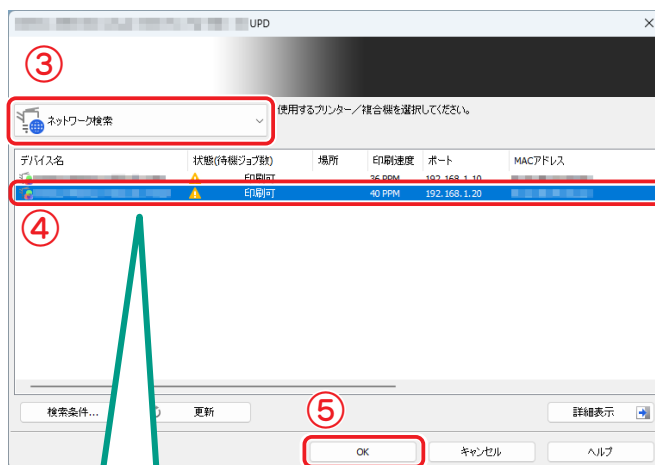 UPD
③
使用するプリンター／複合機を選択してください。
ネットワーク検索
デバイス名 状態(待機ジョブ数) 場所 印刷速度 ポート MACアドレス
印刷可 36 PPM 192.168.1.10
印刷可 40 PPM 192.168.1.20
④
検索条件... 更新 詳細表示
⑤
OK キャンセル ヘルプ